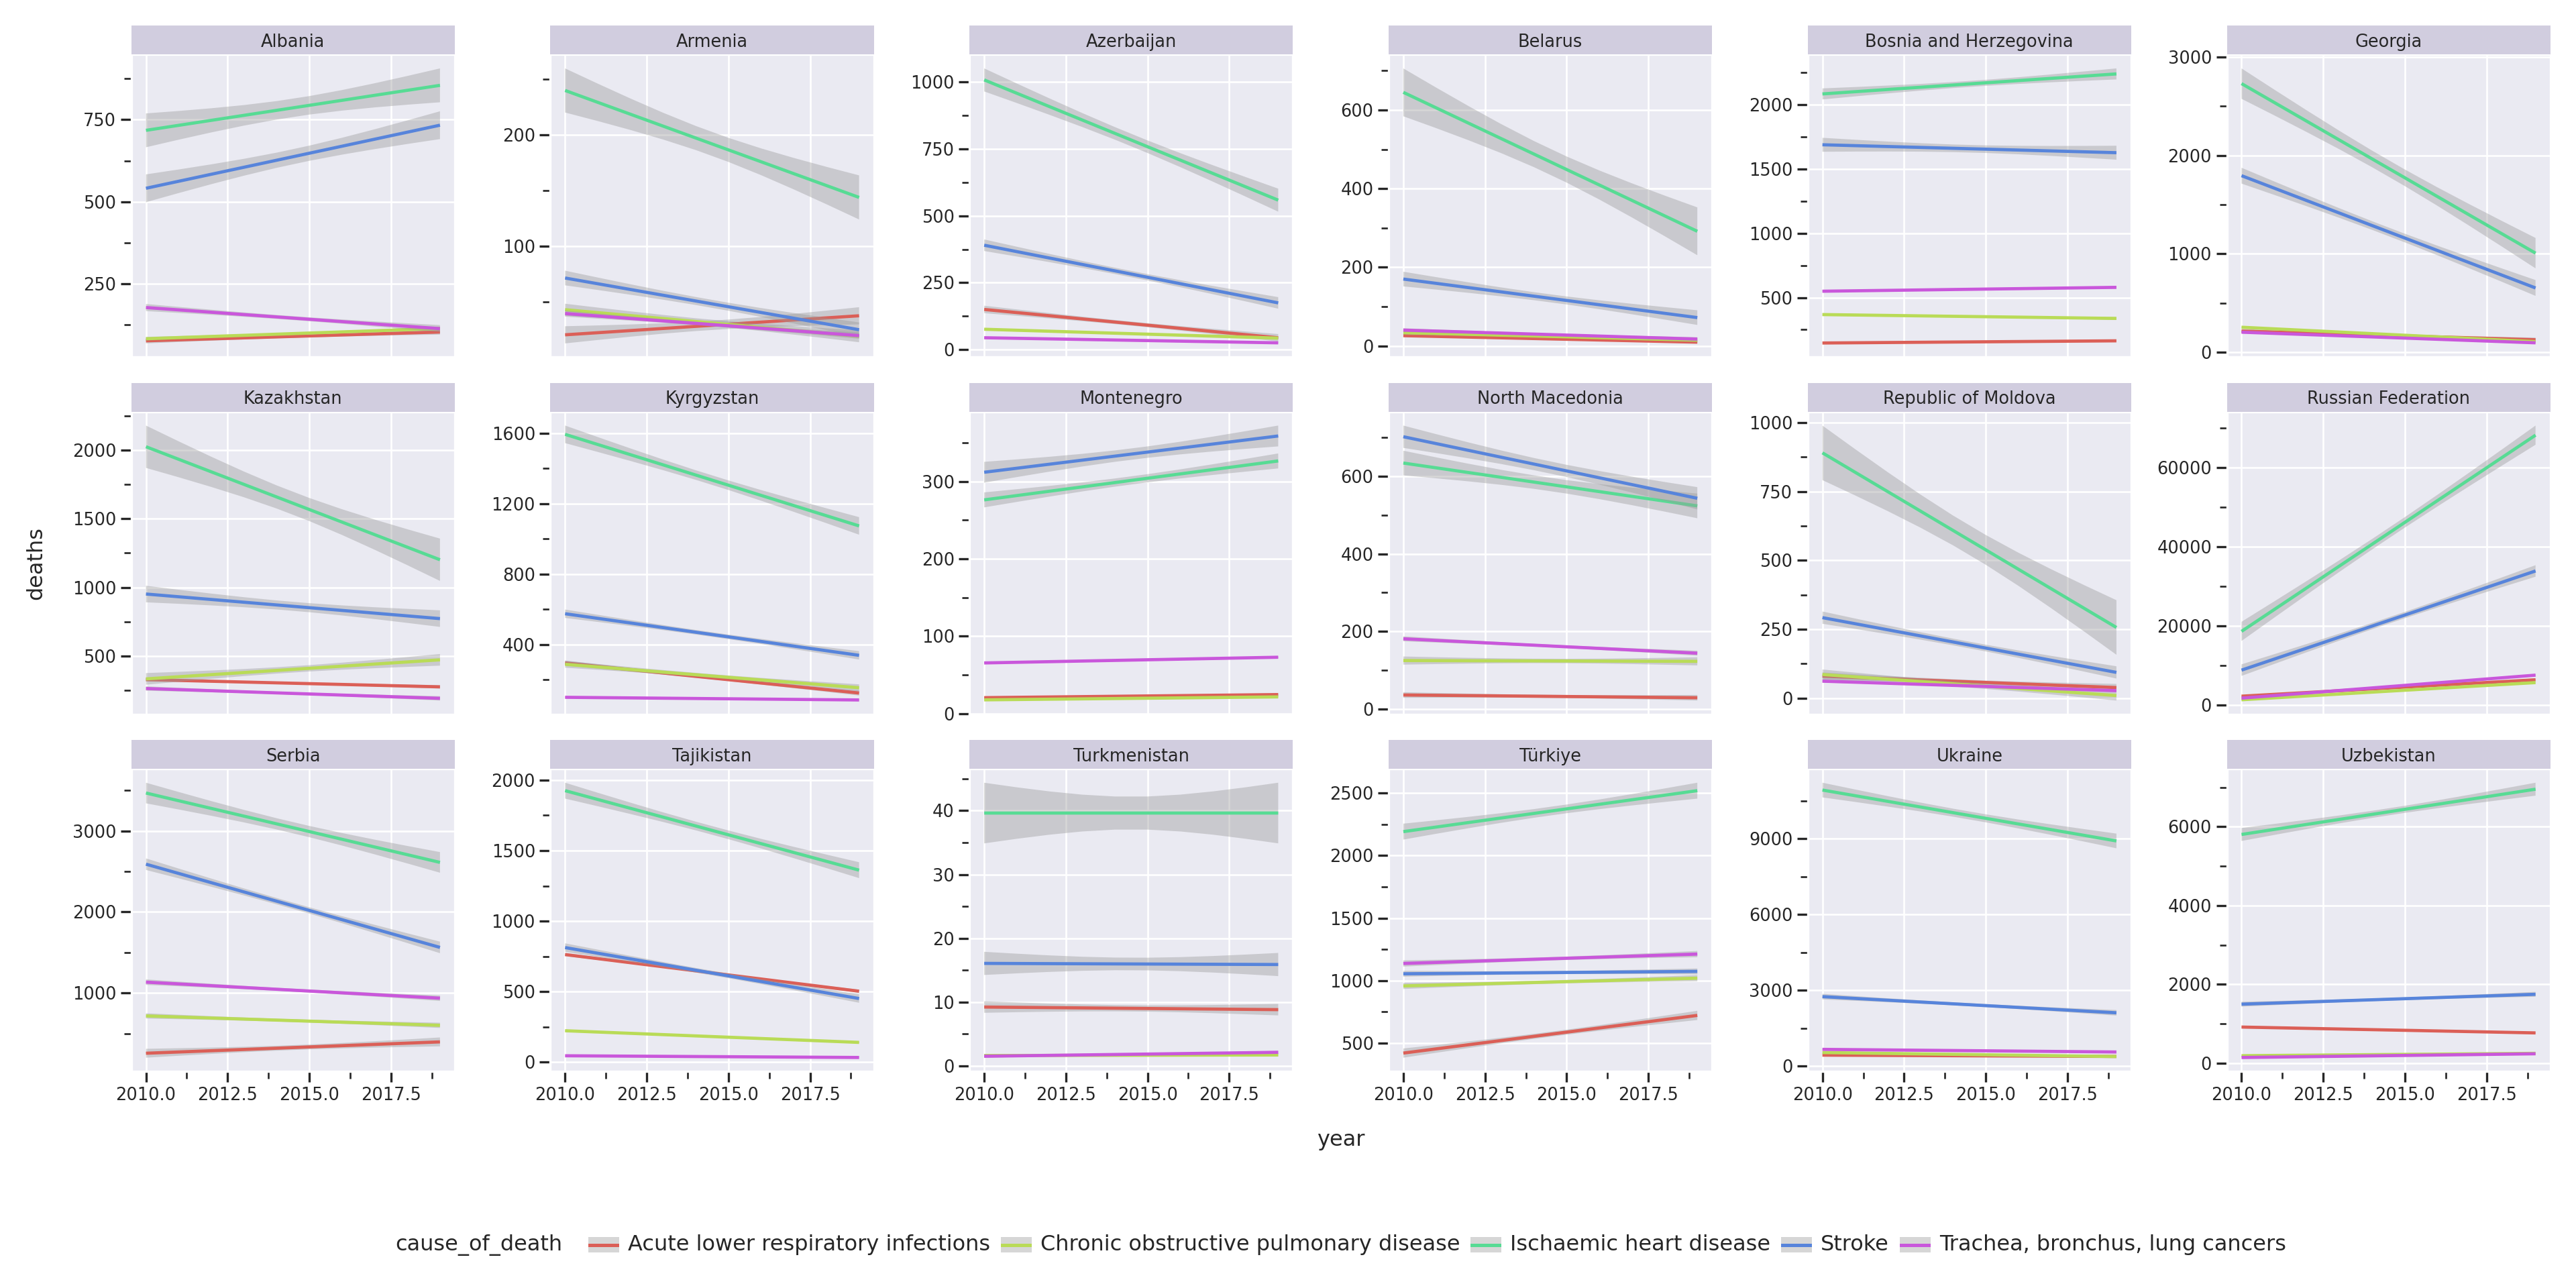 Albania
Armenia
Azerbaijan
Belarus
Bosnia and Herzegovina
Georgia
750
500
250
200
100
1000
750
500
250
0
600
400
200
0
2000
1500
1000
500
3000
2000
1000
0
Kazakhstan
Kyrgyzstan
Montenegro
North Macedonia
Republic of Moldova
Russian Federation
2000
1500
1000
500
1600
1200
800
400
300
200
100
0
600
400
200
0
1000
750
500
250
0
60000
40000
20000
0
Serbia
Tajikistan
Turkmenistan
Türkiye
Ukraine
Uzbekistan
3000
2000
1000
2000
1500
1000
500
0
40
30
20
10
0
2500
2000
1500
1000
500
9000
6000
3000
0
6000
4000
2000
0
2010.0 2012.5 2015.0 2017.5
2010.0 2012.5 2015.0 2017.5
2010.0 2012.5 2015.0 2017.5
2010.0 2012.5 2015.0 2017.5
2010.0 2012.5 2015.0 2017.5
2010.0 2012.5 2015.0 2017.5
deaths
year
cause_of_death Acute lower respiratory infections Chronic obstructive pulmonary disease Ischaemic heart disease Stroke Trachea, bronchus, lung cancers